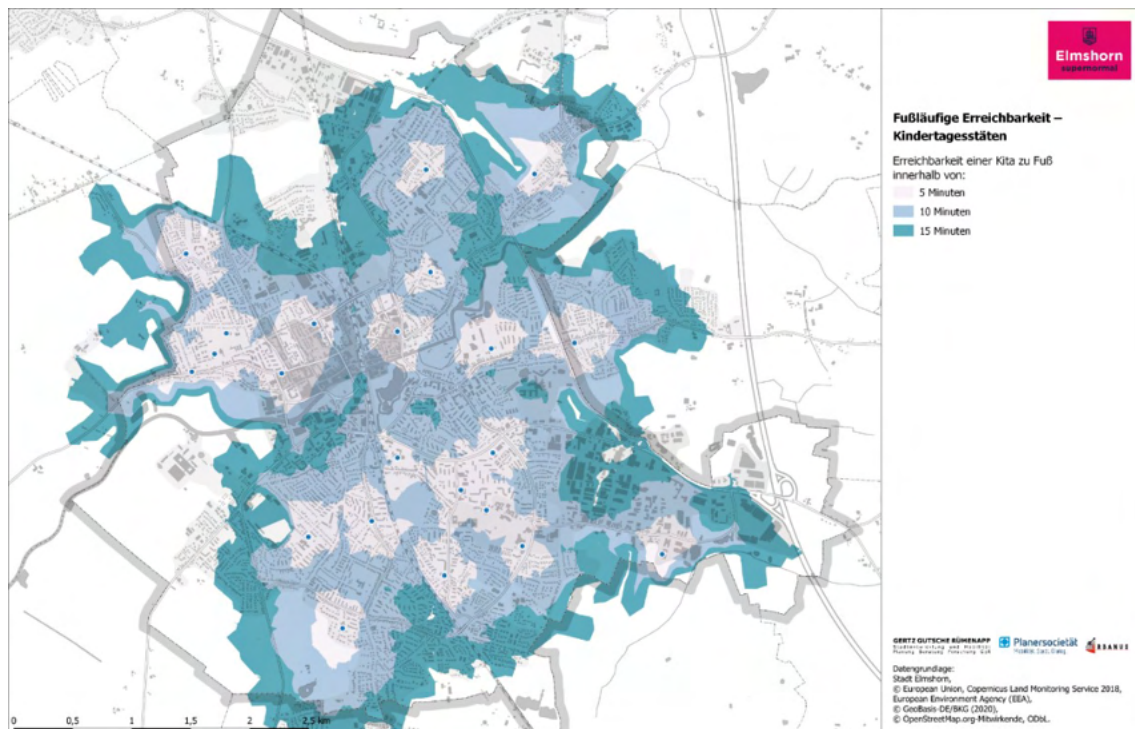 Elmshorn
supernormal
Fußläufige Erreichbarkeit –
Kindertagesstäten
Erreichbarkeit einer Kita zu Fuß
innerhalb von:
5 Minuten
10 Minuten
15 Minuten
GERTZ GUTSCHE RÜMENAPP
Planersocietät
Datengrundlage:
Stadt Elmshorn,
© European Union, Copernicus Land Monitoring Service 2018,
European Environment Agency (EEA),
© GeoBasis-DE/BKG (2020),
© OpenStreetMap.org-Mitwirkende, ODbL.
0 0,5 1 1,5 2 2,5 km